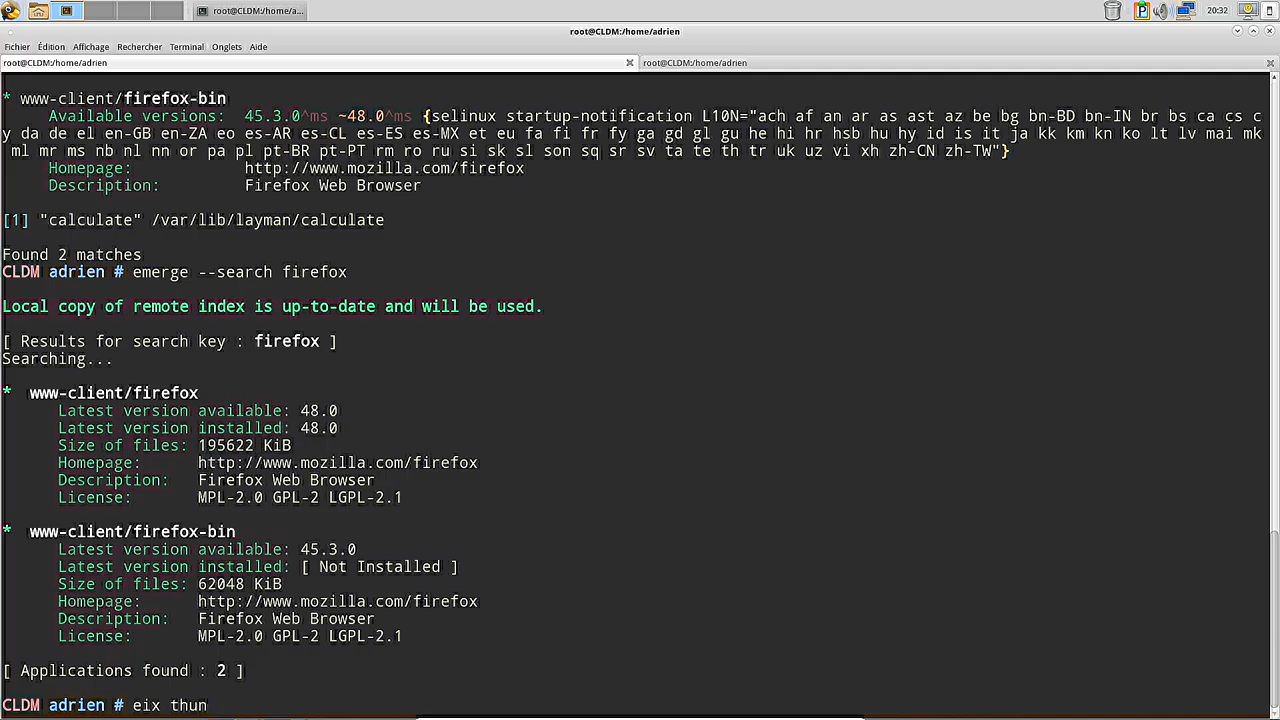 root@CLDM:/home/a...
20:32
root@CLDM:/home/adrien
Fichier Édition Affichage Rechercher Terminal Onglets Aide
root@CLDM:/home/adrien
root@CLDM:/home/adrien
* www-client/firefox-bin
Available versions: 45.3.0^ms ~48.0^ms {selinux startup-notification L10N="ach af an ar as ast az be bg bn-BD bn-IN br bs ca cs c
y da de el en-GB en-ZA eo es-AR es-CL es-ES es-MX et eu fa fi fr fy ga gd gl gu he hi hr hsb hu hy id is it ja kk km kn ko lt lv mai mk
ml mr ms nb nl nn or pa pl pt-BR pt-PT rm ro ru si sk sl son sq sr sv ta te th tr uk uz vi xh zh-CN zh-TW"}
Homepage: http://www.mozilla.com/firefox
Description: Firefox Web Browser
[1] "calculate" /var/lib/layman/calculate
Found 2 matches
CLDM adrien # emerge --search firefox
Local copy of remote index is up-to-date and will be used.
[ Results for search key : firefox ]
Searching...
* www-client/firefox
Latest version available: 48.0
Latest version installed: 48.0
Size of files: 195622 KiB
Homepage: http://www.mozilla.com/firefox
Description: Firefox Web Browser
License: MPL-2.0 GPL-2 LGPL-2.1
* www-client/firefox-bin
Latest version available: 45.3.0
Latest version installed: [ Not Installed ]
Size of files: 62048 KiB
Homepage: http://www.mozilla.com/firefox
Description: Firefox Web Browser
License: MPL-2.0 GPL-2 LGPL-2.1
[ Applications found : 2 ]
CLDM adrien # eix thun